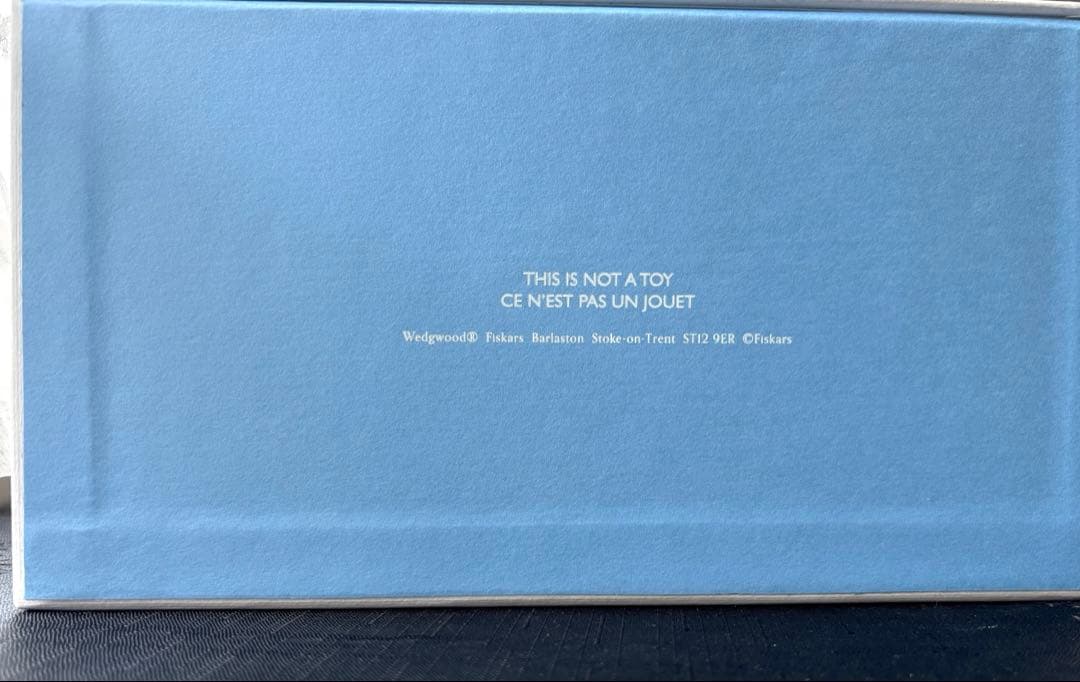 THIS IS NOT A TOY
CE N'EST PAS UN JOUET
Wedgwood® Fiskars Barlaston Stoke-on-Trent ST12 9ER ©Fiskars